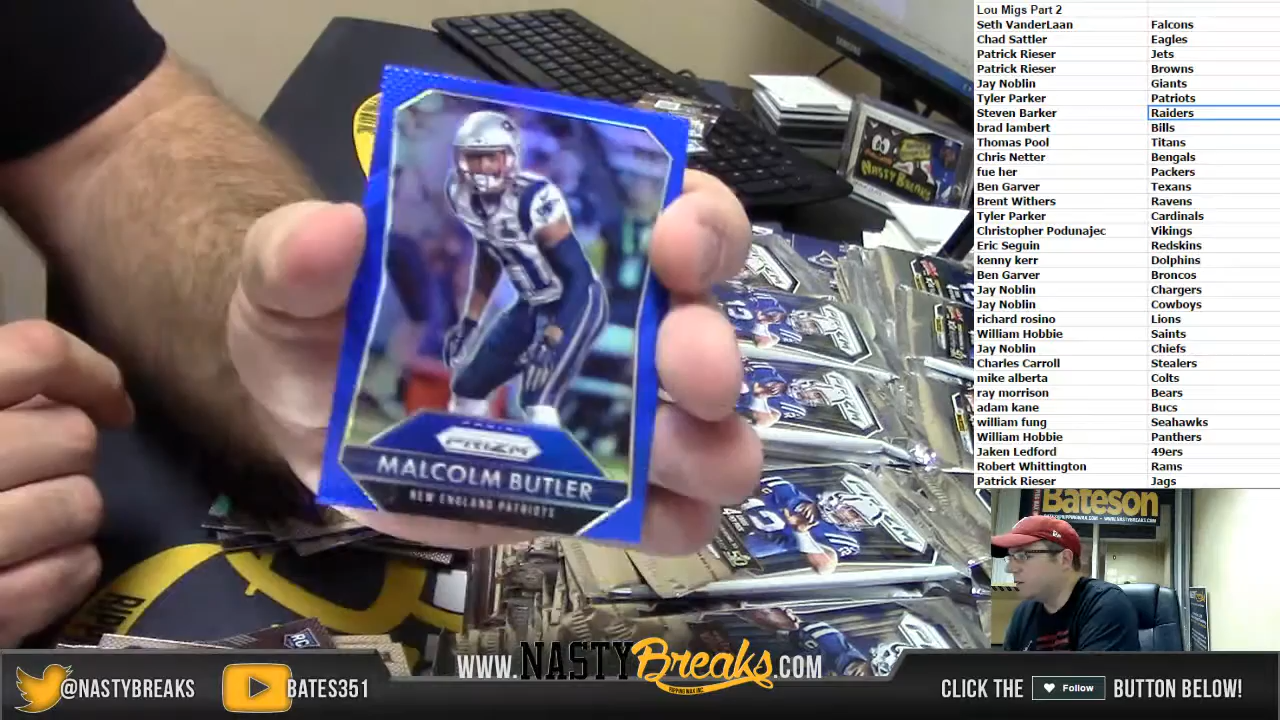 Lou Migs Part 2
Seth VanderLaan Falcons
Chad Sattler Eagles
Patrick Rieser Jets
Patrick Rieser Browns
Jay Noblin Giants
Tyler Parker Patriots
Steven Barker Raiders
brad lambert Bills
Thomas Pool Titans
Chris Netter Bengals
fue her Packers
Ben Garver Texans
Brent Withers Ravens
Tyler Parker Cardinals
Christopher Podunajec Vikings
Eric Seguin Redskins
kenny kerr Dolphins
Ben Garver Broncos
Jay Noblin Chargers
Jay Noblin Cowboys
richard rosino Lions
William Hobbie Saints
Jay Noblin Chiefs
Charles Carroll Stealers
mike alberta Colts
ray morrison Bears
adam kane Bucs
william fung Seahawks
William Hobbie Panthers
Jaken Ledford 49ers
Robert Whittington Rams
Patrick Rieser Jags
NASTY BREAKS
PANINI
PRIZM
MALCOLM BUTLER
NEW ENGLAND PATRIOTS
Bateson
RC
@NASTYBREAKS
BATES351
WWW.NASTYBreaks.COM
CLICK THE Follow BUTTON BELOW!